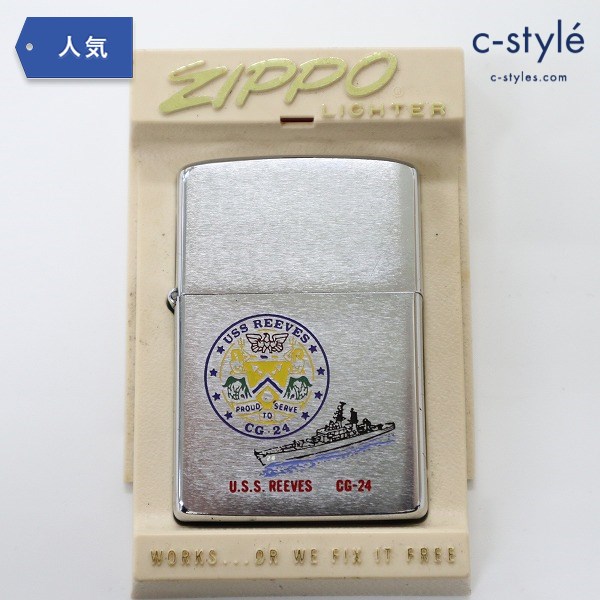 人気
c-stylé
c-styles.com
ZIPPO
®
LIGHTER
USS REEVES
PROUD TO SERVE
CG-24
U.S.S. REEVES CG-24
WORKS...OR WE FIX IT FREE